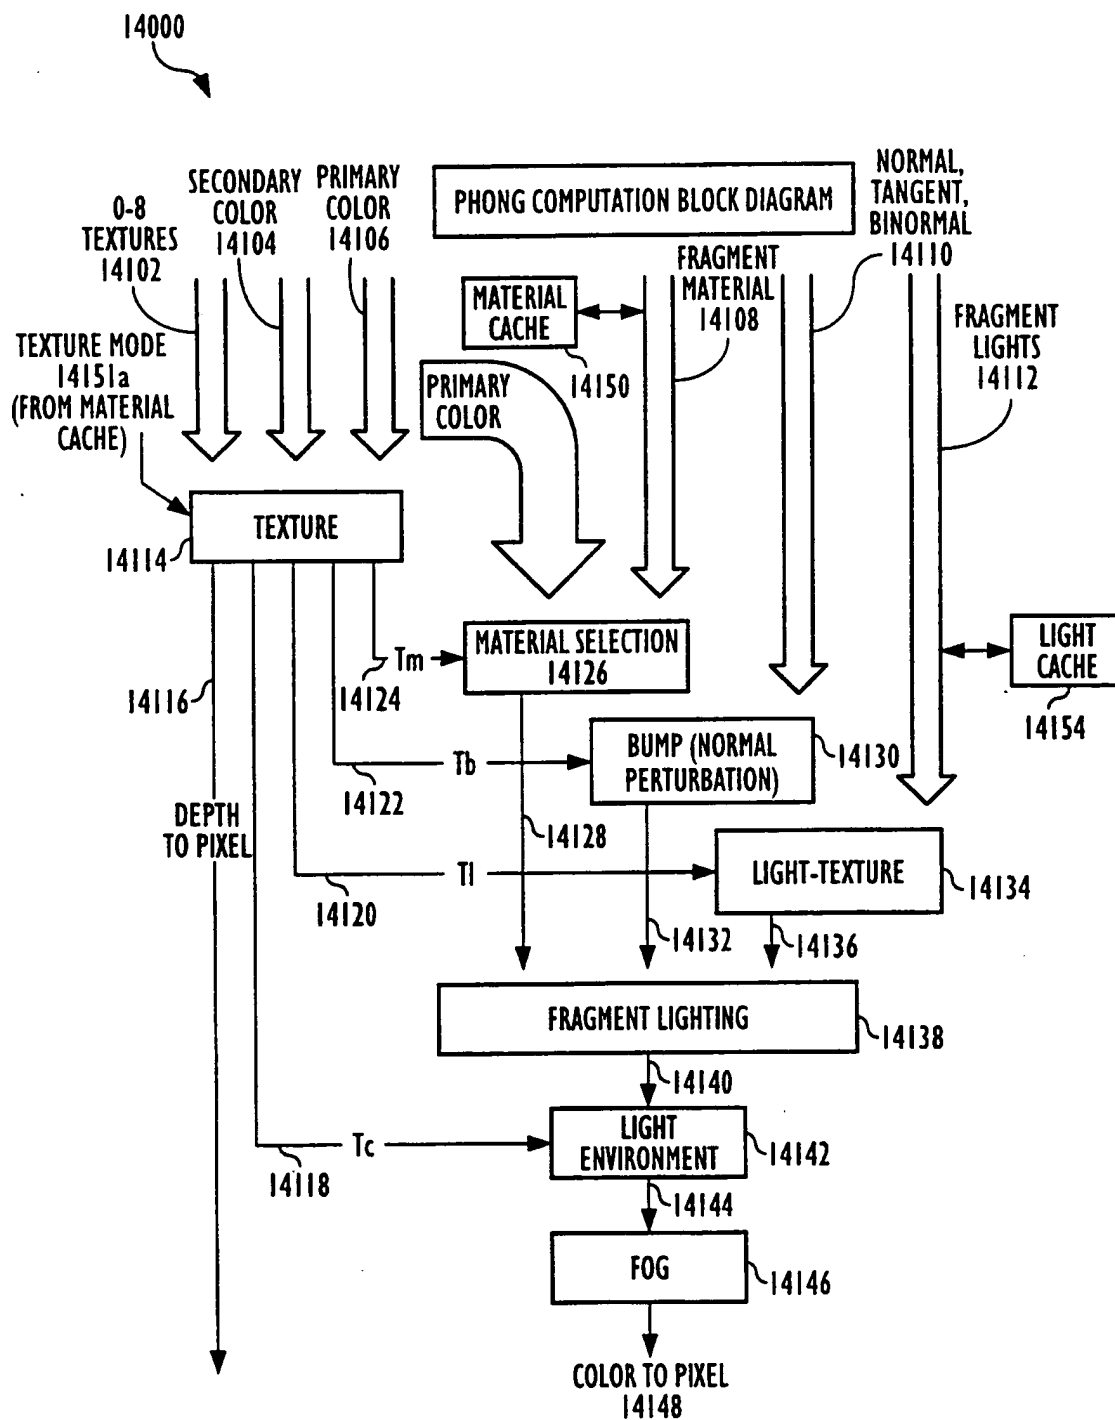 14000
PHONG COMPUTATION BLOCK DIAGRAM
0-8
TEXTURES
14102
SECONDARY
COLOR
14104
PRIMARY
COLOR
14106
FRAGMENT
MATERIAL
14108
NORMAL,
TANGENT,
BINORMAL
14110
FRAGMENT
LIGHTS
14112
MATERIAL
CACHE
14150
TEXTURE MODE
14151a
(FROM MATERIAL
CACHE)
PRIMARY
COLOR
TEXTURE
14114
MATERIAL SELECTION
14126
Tm
14124
LIGHT
CACHE
14154
14116
BUMP (NORMAL
PERTURBATION)
14130
Tb
14122
DEPTH
TO PIXEL
14128
LIGHT-TEXTURE
14134
Tl
14120
14132
14136
FRAGMENT LIGHTING
14138
14140
LIGHT
ENVIRONMENT
14142
Tc
14118
14144
FOG
14146
COLOR TO PIXEL
14148